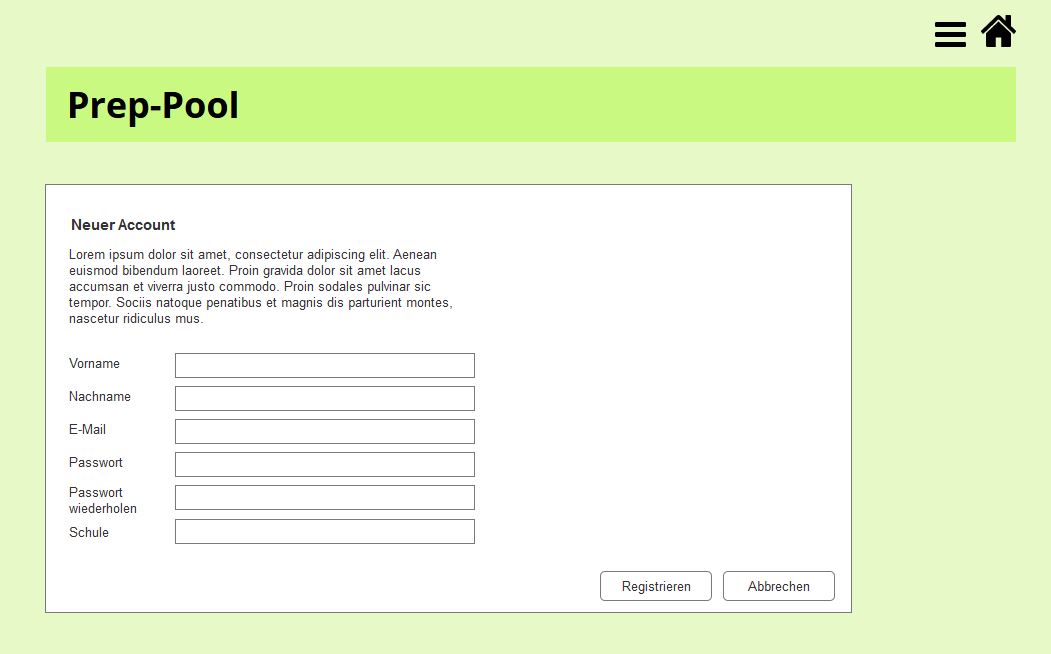 Prep-Pool
Neuer Account
Lorem ipsum dolor sit amet, consectetur adipiscing elit. Aenean
euismod bibendum laoreet. Proin gravida dolor sit amet lacus
accumsan et viverra justo commodo. Proin sodales pulvinar sic
tempor. Sociis natoque penatibus et magnis dis parturient montes,
nascetur ridiculus mus.
Vorname
Nachname
E-Mail
Passwort
Passwort
wiederholen
Schule
Registrieren
Abbrechen